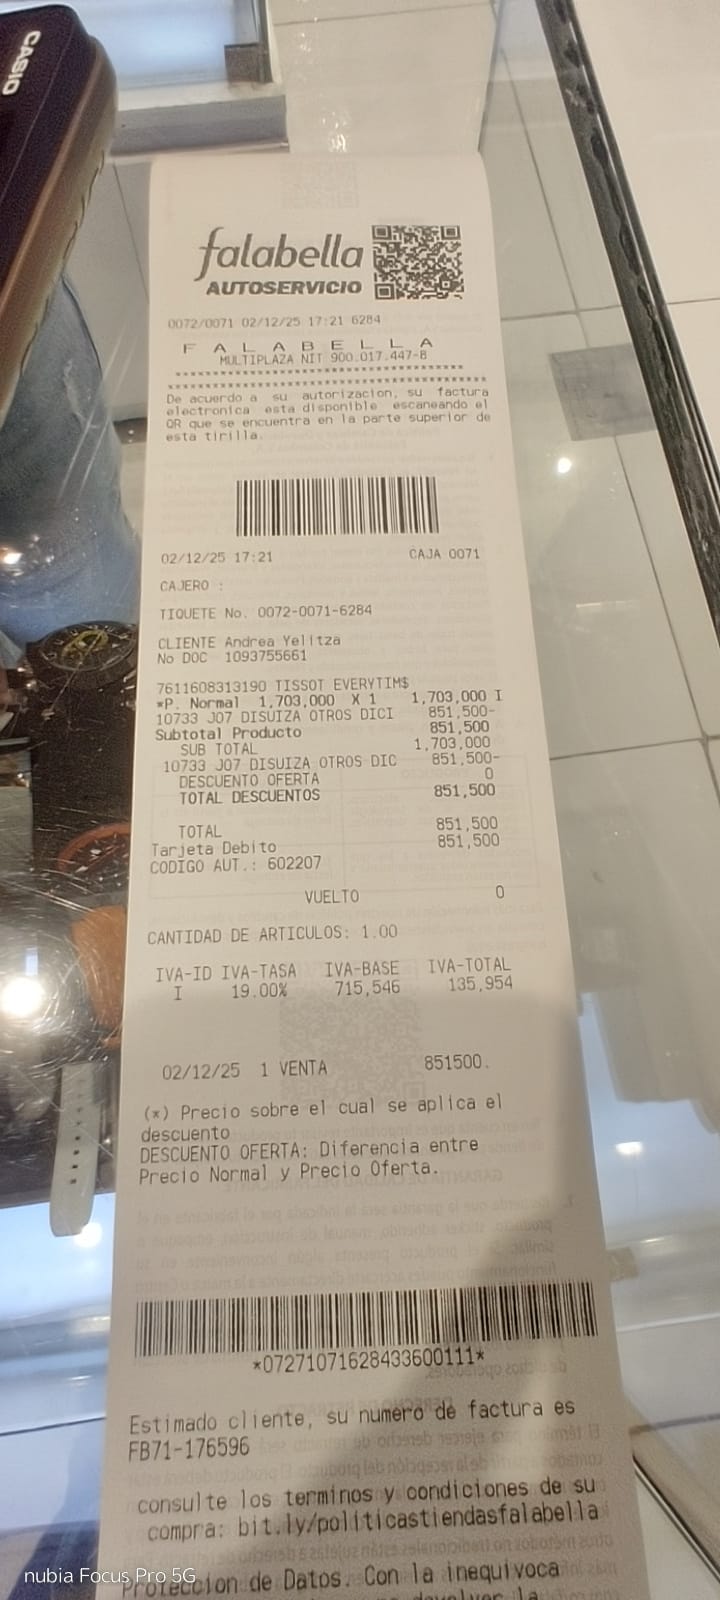 CASIO
falabella
AUTOSERVICIO
0072/0071 02/12/25 17:21 6284
F A L A B E L L A
MULTIPLAZA NIT 900.017.447-8
De acuerdo a su autorizacion, su factura
electronica esta disponible escaneando el
QR que se encuentra en la parte superior de
esta tirilla.
02/12/25 17:21 CAJA 0071
CAJERO :
TIQUETE No. 0072-0071-6284
CLIENTE Andrea Yelitza
No DOC 1093755661
7611608313190 TISSOT EVERYTIM$
*P. Normal 1,703,000 X 1 1,703,000 I
10733 J07 DISUIZA OTROS DICI 851,500-
Subtotal Producto 851,500
SUB TOTAL 1,703,000
10733 J07 DISUIZA OTROS DIC 851,500-
DESCUENTO OFERTA 0
TOTAL DESCUENTOS 851,500
TOTAL 851,500
Tarjeta Debito 851,500
CODIGO AUT.: 602207
VUELTO 0
CANTIDAD DE ARTICULOS: 1.00
IVA-ID IVA-TASA IVA-BASE IVA-TOTAL
I 19.00% 715,546 135,954
02/12/25 1 VENTA 851500.
(*) Precio sobre el cual se aplica el
descuento
DESCUENTO OFERTA: Diferencia entre
Precio Normal y Precio Oferta.
*07271071628433600111*
Estimado cliente, su numero de factura es
FB71-176596
consulte los terminos y condiciones de su
compra: bit.ly/politicastiendasfalabella
Proteccion de Datos. Con la inequivoca
devolver la
nubia Focus Pro 5G